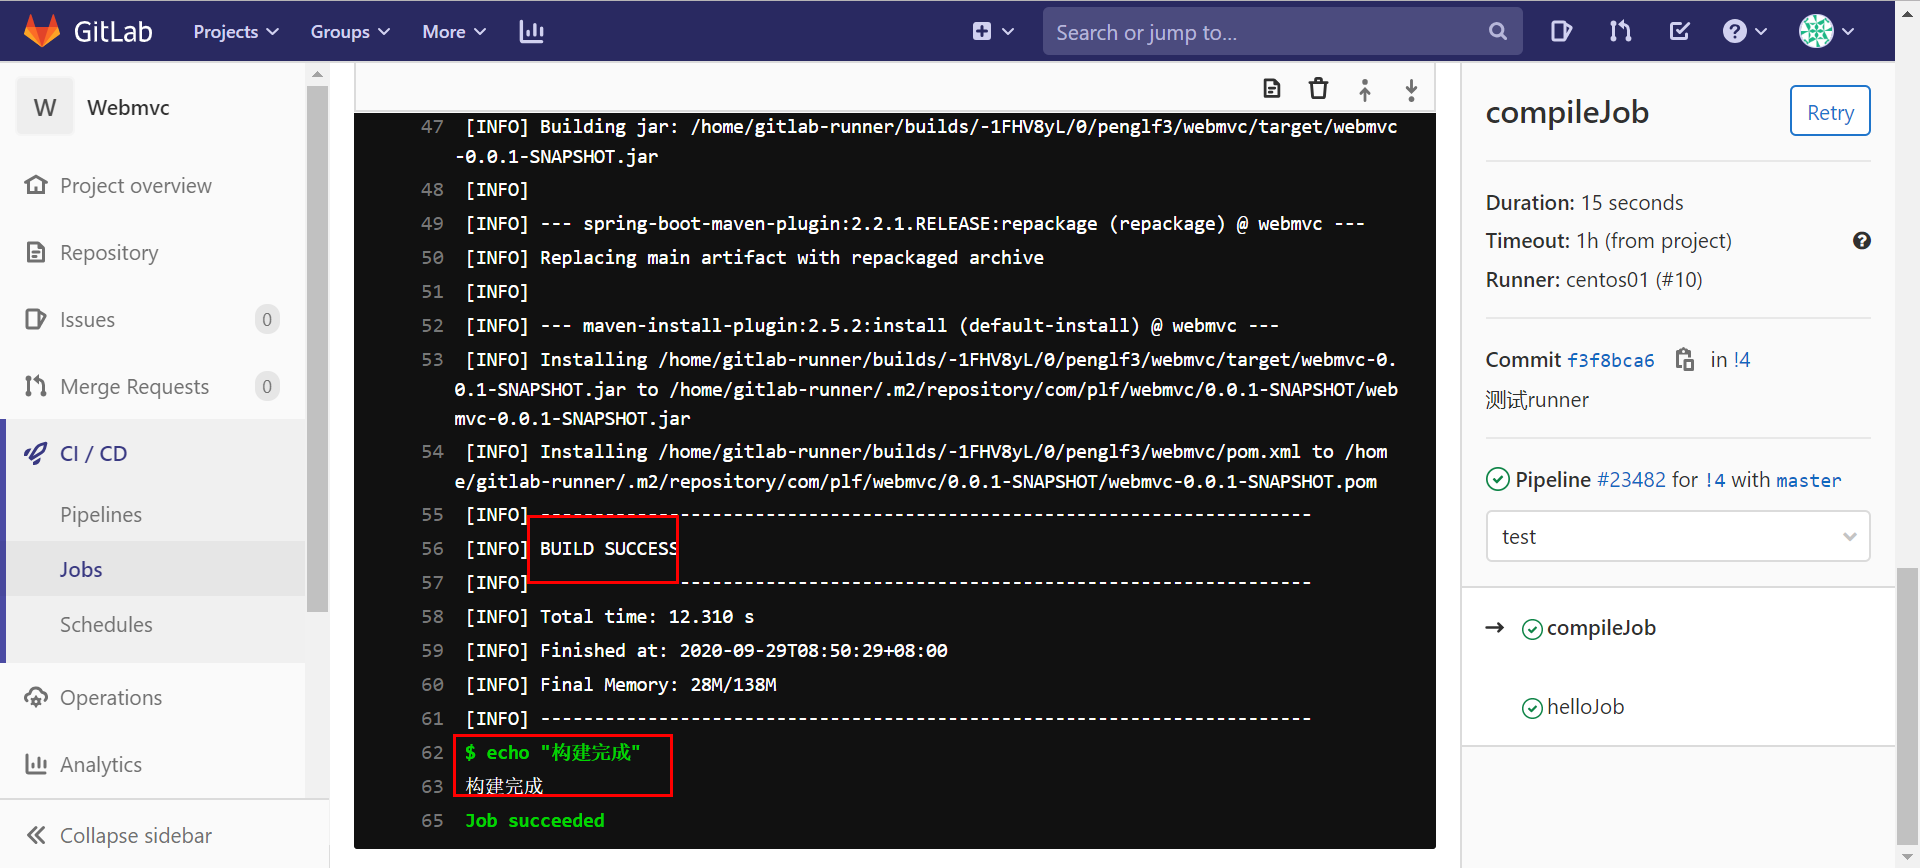 GitLab
Projects
Groups
More
Search or jump to...
W
Webmvc
Project overview
Repository
Issues
0
Merge Requests
0
CI / CD
Pipelines
Jobs
Schedules
Operations
Analytics
Collapse sidebar
47 [INFO] Building jar: /home/gitlab-runner/builds/-1FHV8yL/0/penglf3/webmvc/target/webmvc
-0.0.1-SNAPSHOT.jar
48 [INFO]
49 [INFO] --- spring-boot-maven-plugin:2.2.1.RELEASE:repackage (repackage) @ webmvc ---
50 [INFO] Replacing main artifact with repackaged archive
51 [INFO]
52 [INFO] --- maven-install-plugin:2.5.2:install (default-install) @ webmvc ---
53 [INFO] Installing /home/gitlab-runner/builds/-1FHV8yL/0/penglf3/webmvc/target/webmvc-0.
0.1-SNAPSHOT.jar to /home/gitlab-runner/.m2/repository/com/plf/webmvc/0.0.1-SNAPSHOT/web
mvc-0.0.1-SNAPSHOT.jar
54 [INFO] Installing /home/gitlab-runner/builds/-1FHV8yL/0/penglf3/webmvc/pom.xml to /hom
e/gitlab-runner/.m2/repository/com/plf/webmvc/0.0.1-SNAPSHOT/webmvc-0.0.1-SNAPSHOT.pom
55 [INFO] ------------------------------------------------------------------------
56 [INFO] BUILD SUCCESS
57 [INFO] ------------------------------------------------------------------------
58 [INFO] Total time: 12.310 s
59 [INFO] Finished at: 2020-09-29T08:50:29+08:00
60 [INFO] Final Memory: 28M/138M
61 [INFO] ------------------------------------------------------------------------
62 $ echo "构建完成"
63 构建完成
65 Job succeeded
compileJob
Retry
Duration: 15 seconds
Timeout: 1h (from project)
Runner: centos01 (#10)
Commit f3f8bca6 in !4
测试runner
Pipeline #23482 for !4 with master
test
→ compileJob
helloJob